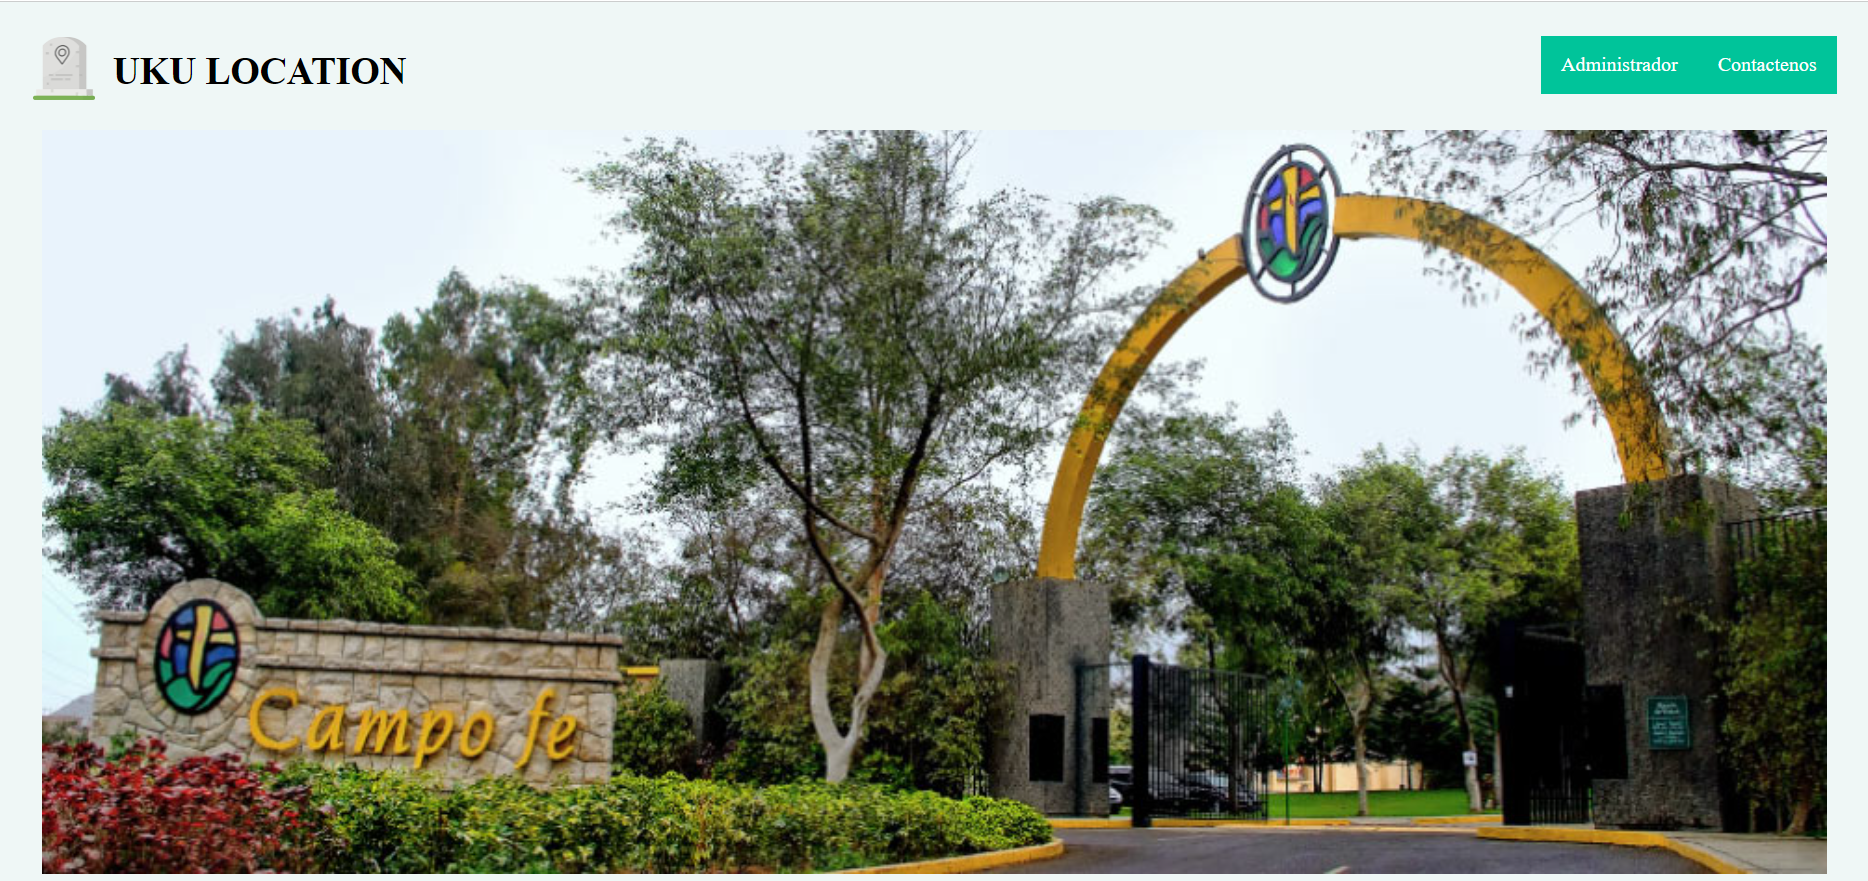 UKU LOCATION
Administrador
Contactenos
Campo fe